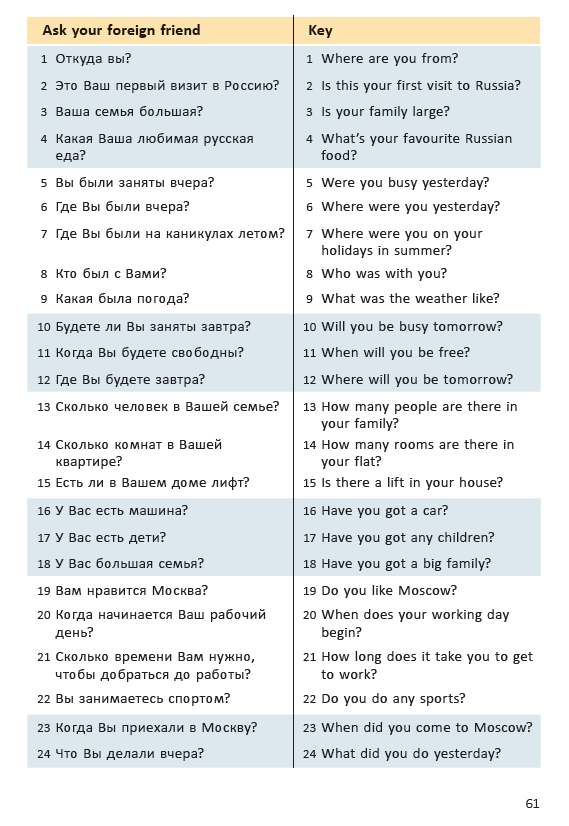 Ask your foreign friend
Key
1 Откуда вы?
1 Where are you from?
2 Это Ваш первый визит в Россию?
2 Is this your first visit to Russia?
3 Ваша семья большая?
3 Is your family large?
4 Какая Ваша любимая русская
еда?
4 What's your favourite Russian
food?
5 Вы были заняты вчера?
5 Were you busy yesterday?
6 Где Вы были вчера?
6 Where were you yesterday?
7 Где Вы были на каникулах летом?
7 Where were you on your
holidays in summer?
8 Кто был с Вами?
8 Who was with you?
9 Какая была погода?
9 What was the weather like?
10 Будете ли Вы заняты завтра?
10 Will you be busy tomorrow?
11 Когда Вы будете свободны?
11 When will you be free?
12 Где Вы будете завтра?
12 Where will you be tomorrow?
13 Сколько человек в Вашей семье?
13 How many people are there in
your family?
14 Сколько комнат в Вашей
квартире?
14 How many rooms are there in
your flat?
15 Есть ли в Вашем доме лифт?
15 Is there a lift in your house?
16 У Вас есть машина?
16 Have you got a car?
17 У Вас есть дети?
17 Have you got any children?
18 У Вас большая семья?
18 Have you got a big family?
19 Вам нравится Москва?
19 Do you like Moscow?
20 Когда начинается Ваш рабочий
день?
20 When does your working day
begin?
21 Сколько времени Вам нужно,
чтобы добраться до работы?
21 How long does it take you to get
to work?
22 Вы занимаетесь спортом?
22 Do you do any sports?
23 Когда Вы приехали в Москву?
23 When did you come to Moscow?
24 Что Вы делали вчера?
24 What did you do yesterday?
61